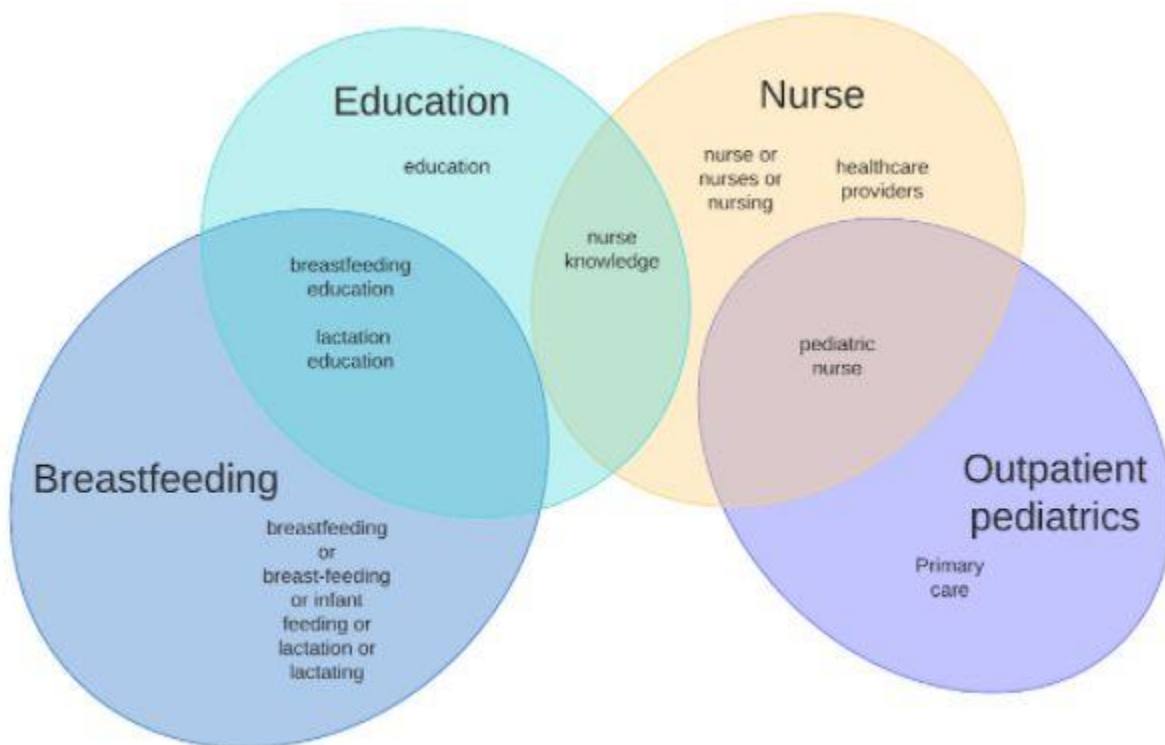 Education
education
breastfeeding
education
lactation
education
nurse
knowledge
Nurse
nurse or
nurses or
nursing
healthcare
providers
pediatric
nurse
Breastfeeding
breastfeeding
or
breast-feeding
or infant
feeding or
lactation or
lactating
Outpatient
pediatrics
Primary
care